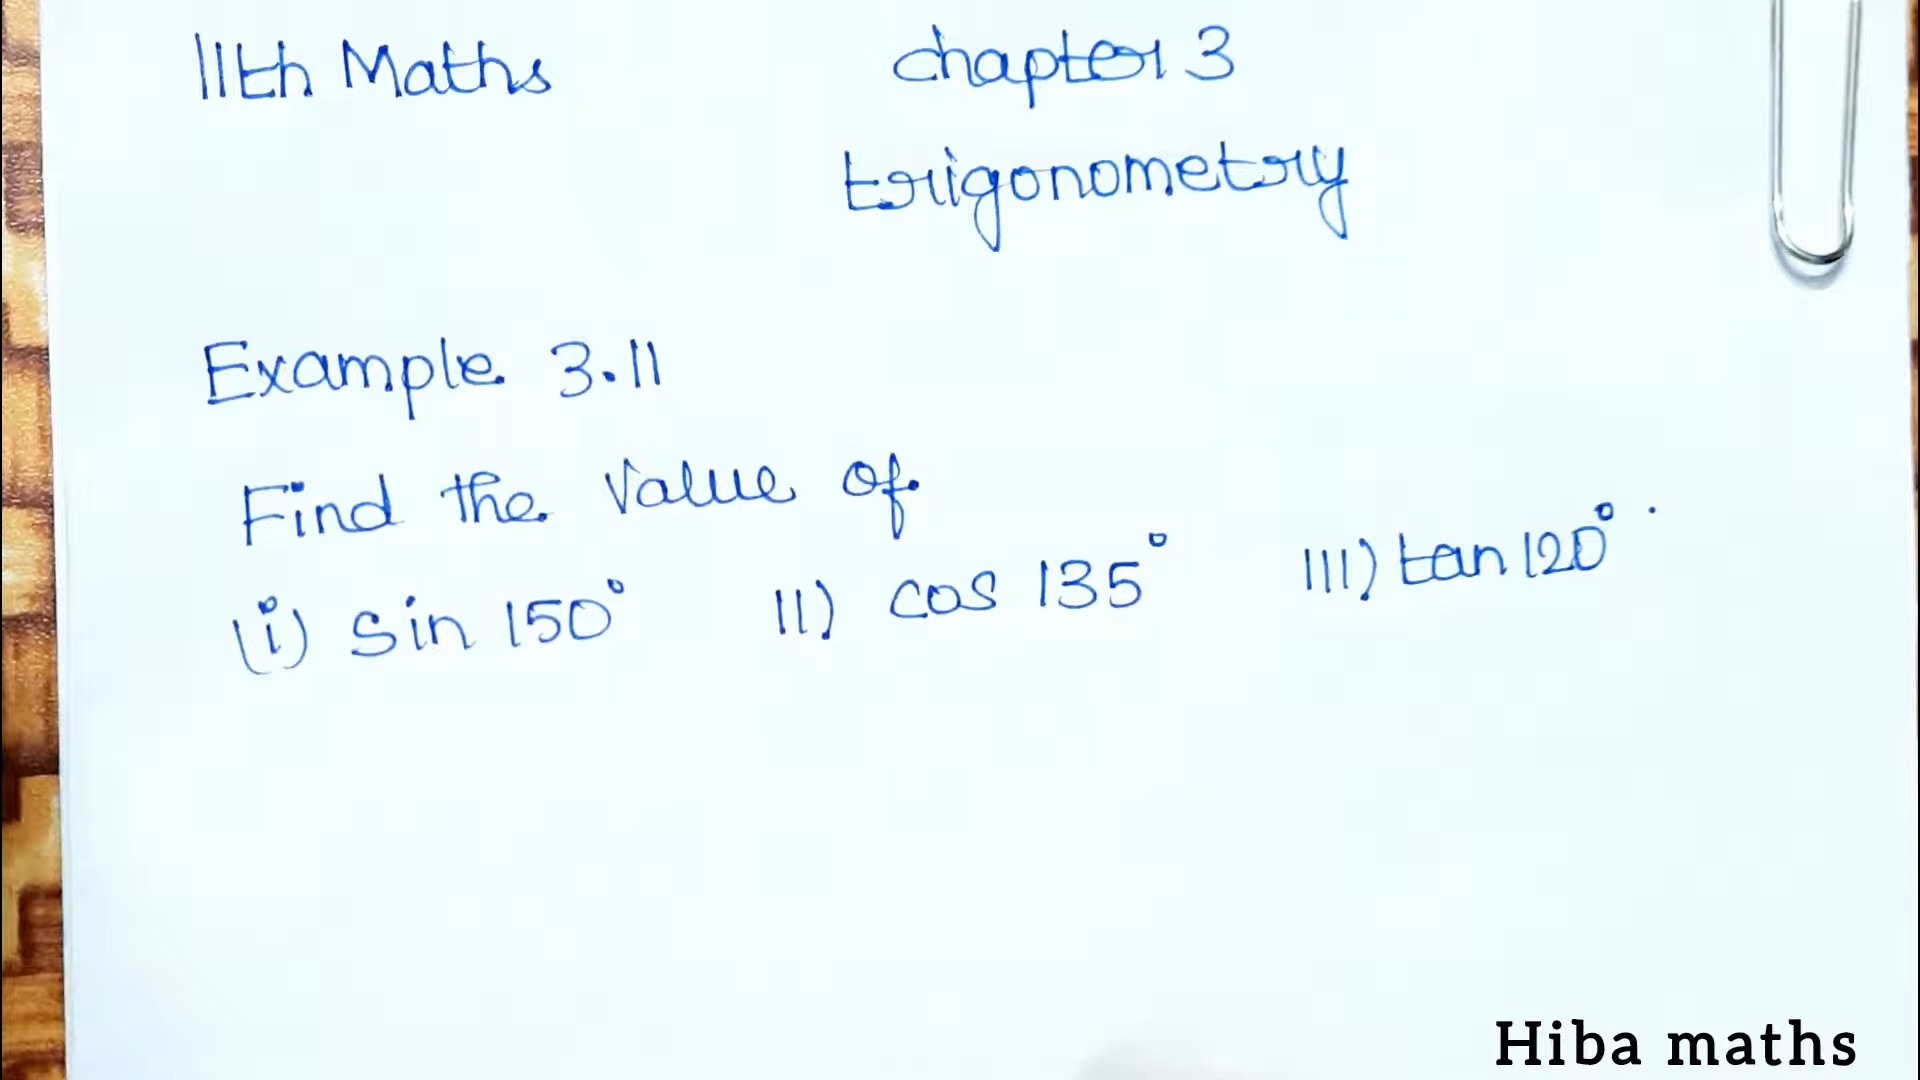 11th Maths chapter 3
trigonometry
Example 3.11
Find the Value of
(i) sin 150° II) cos 135° III) tan 120°.
Hiba maths